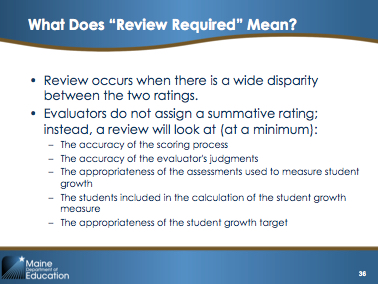 What Does “Review Required” Mean?
• Review occurs when there is a wide disparity
between the two ratings.
• Evaluators do not assign a summative rating;
instead, a review will look at (at a minimum):
– The accuracy of the scoring process
– The accuracy of the evaluator's judgments
– The appropriateness of the assessments used to measure student
growth
– The students included in the calculation of the student growth
measure
– The appropriateness of the student growth target
Maine
Department of
Education
36